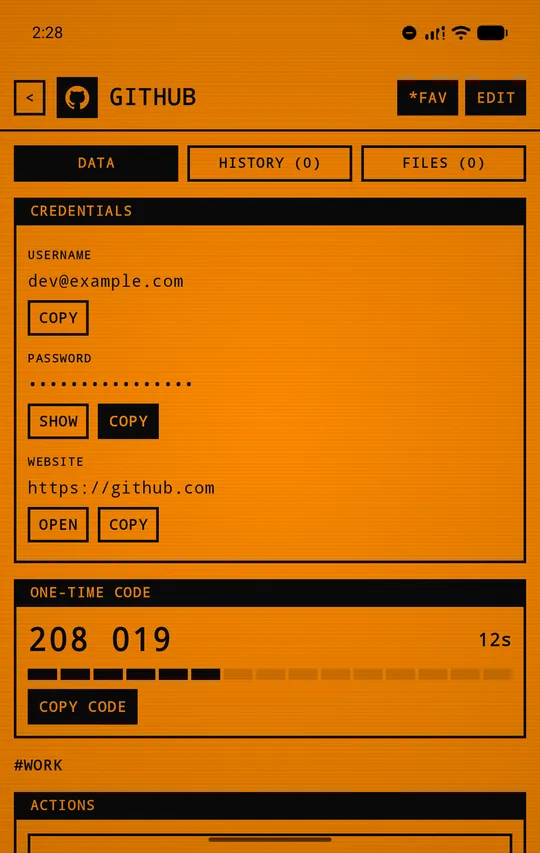 2:28
< GITHUB *FAV EDIT
DATA HISTORY (0) FILES (0)
CREDENTIALS
USERNAME
dev@example.com
COPY
PASSWORD
••••••••••••••••
SHOW COPY
WEBSITE
https://github.com
OPEN COPY
ONE-TIME CODE
208 019 12s
COPY CODE
#WORK
ACTIONS